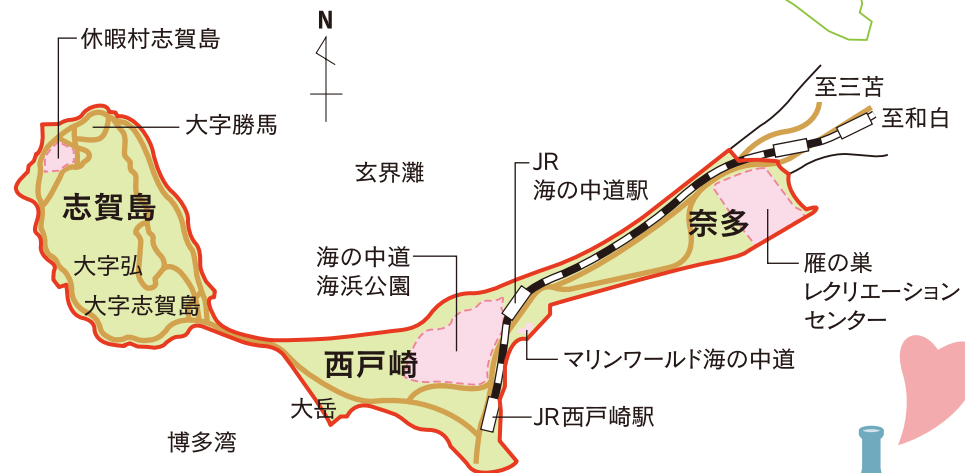 N
休暇村志賀島
大字勝馬
志賀島
大字弘
大字志賀島
玄界灘
JR
海の中道駅
海の中道
海浜公園
西戸崎
大岳
博多湾
至三苫
至和白
奈多
雁の巣
レクリエーション
センター
マリンワールド海の中道
JR西戸崎駅